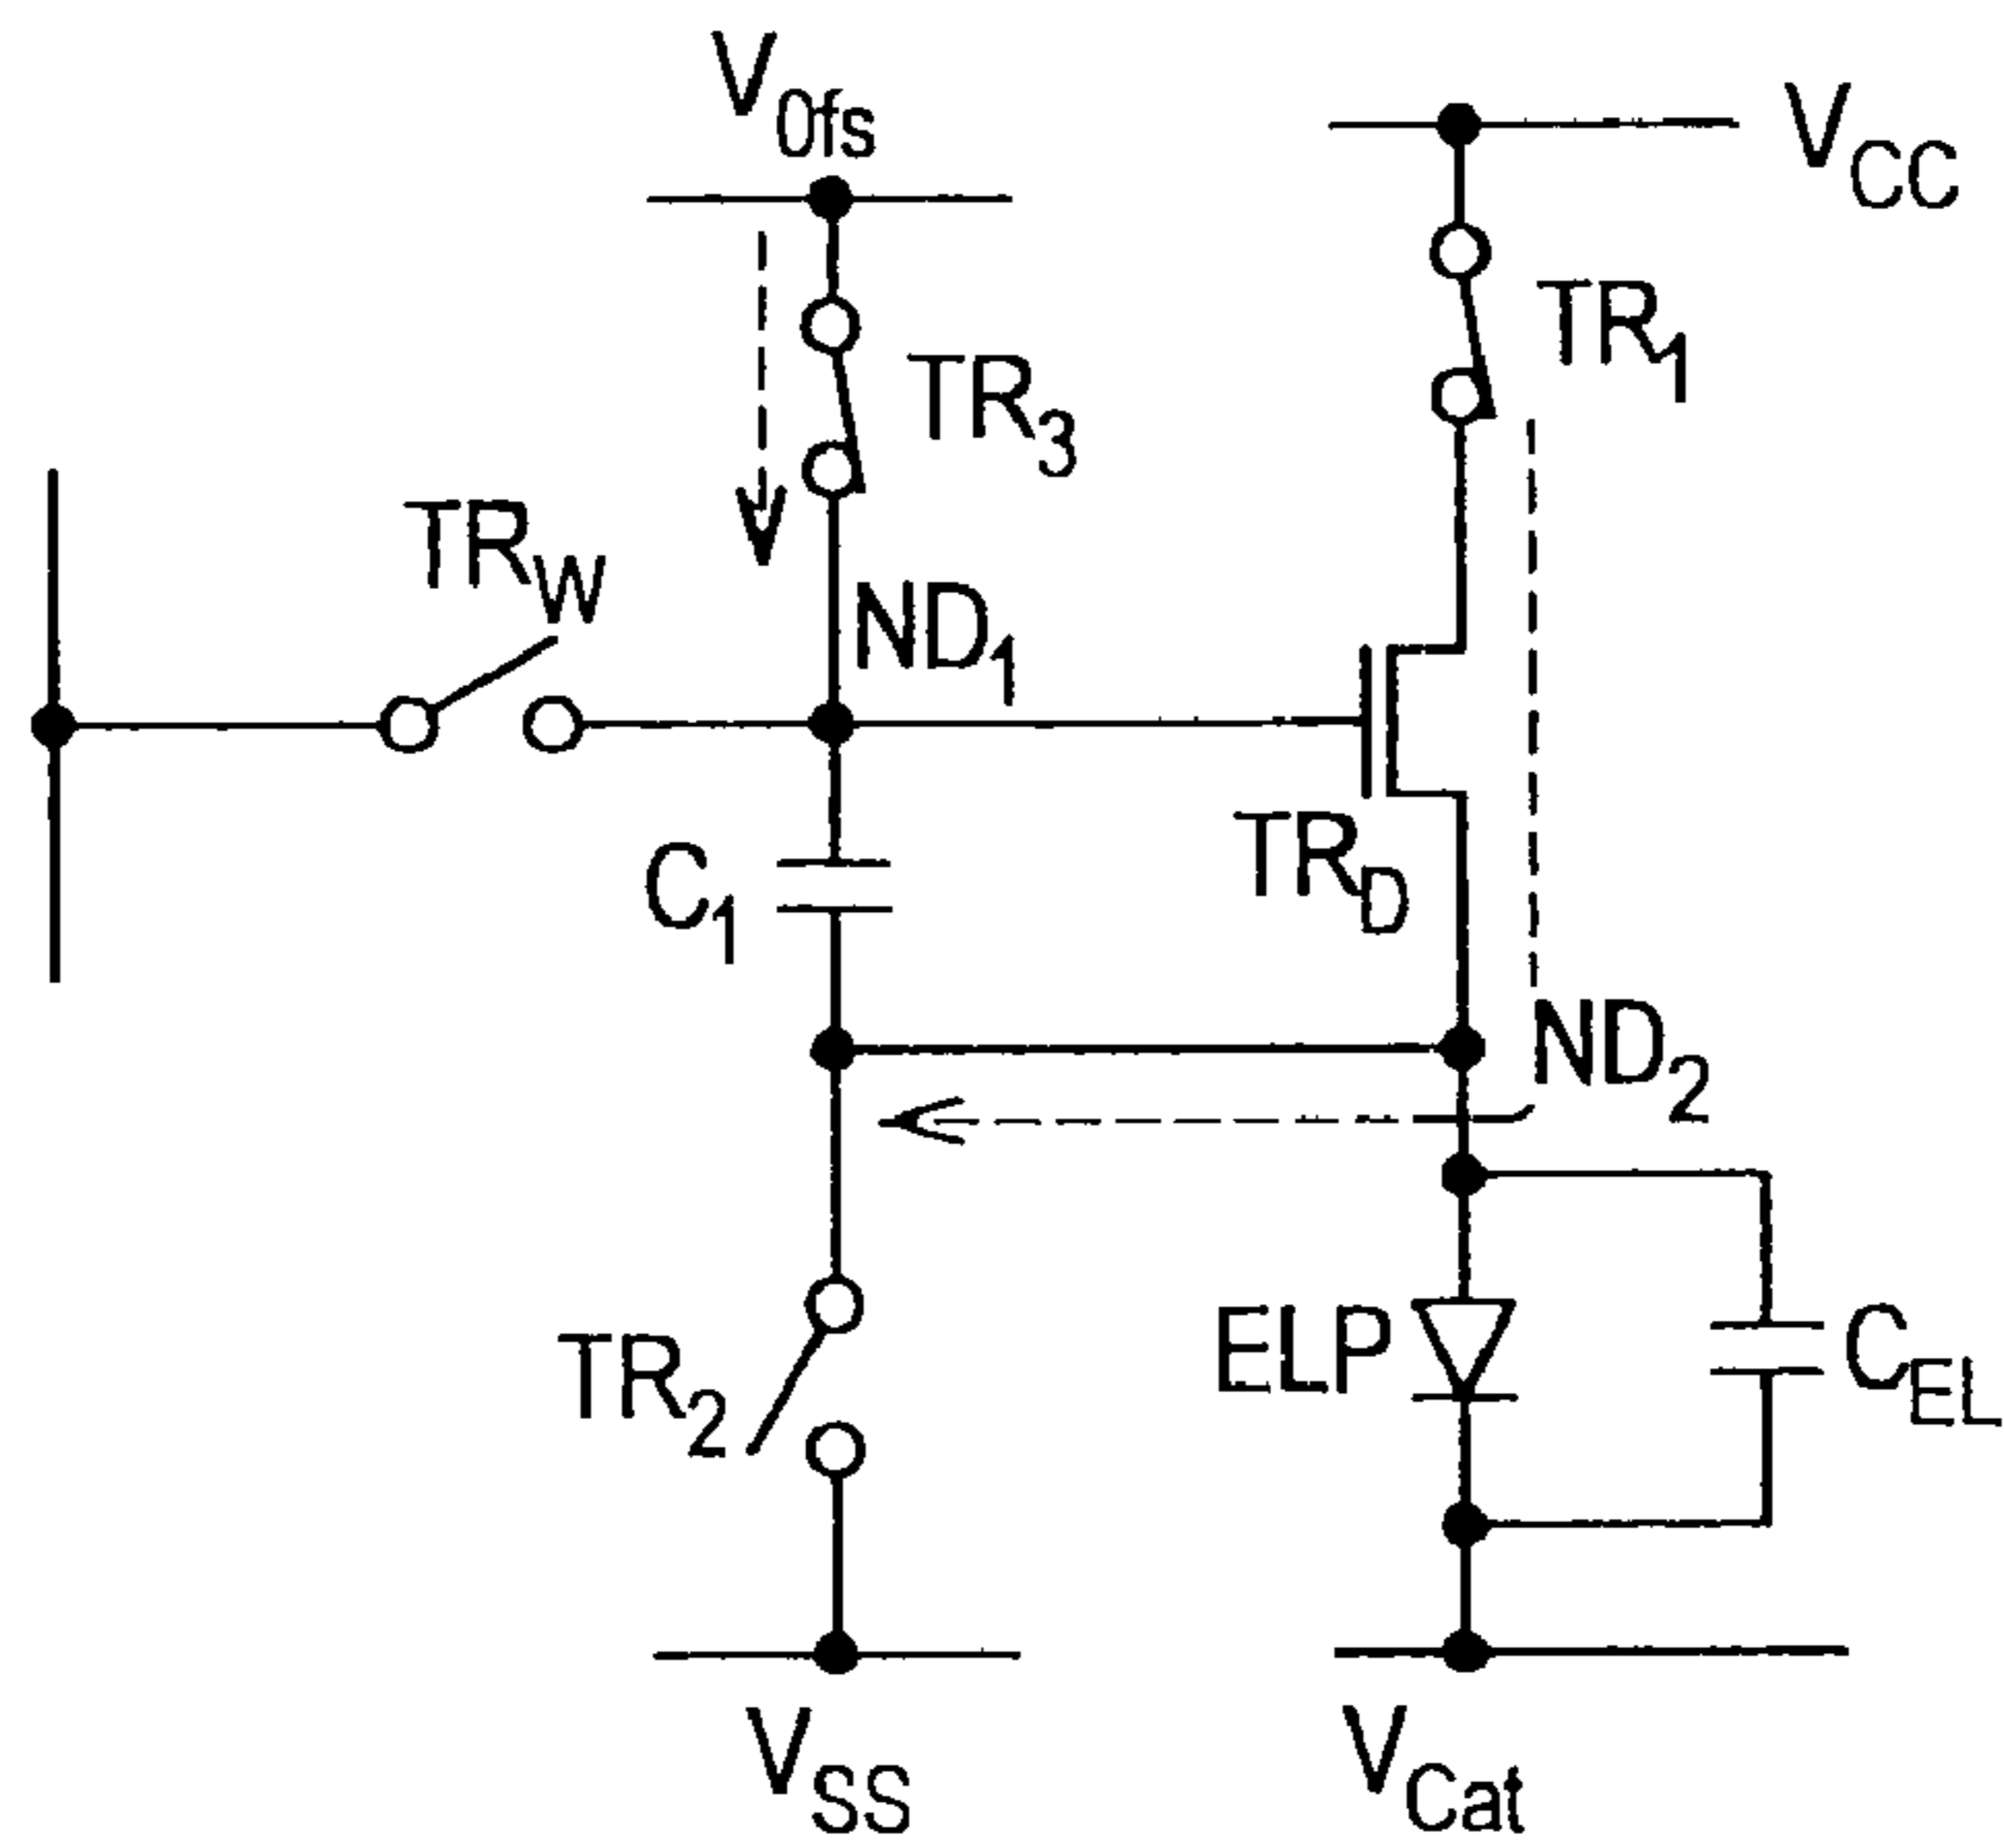 V0fs
VCC
TR1
TR3
TRW
ND1
TRD
C1
ND2
ELP
CEL
TR2
VSS
VCat